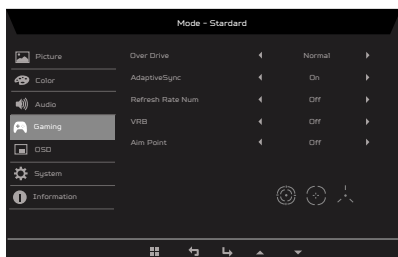 Mode - Stardard
Picture
Color
Audio
Gaming
OSD
System
Information
Over Drive Normal
AdaptiveSync On
Refresh Rate Num Off
VRB Off
Aim Point Off